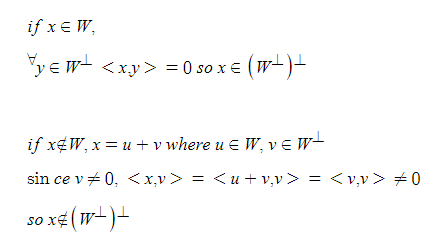 if x ∈ W,
∀y ∈ W⊥ <x,y> = 0 so x ∈ (W⊥)⊥
if x∉W, x = u + v where u ∈ W, v ∈ W⊥
sin ce v ≠ 0, <x,v> = <u + v,v> = <v,v> ≠ 0
so x∉(W⊥)⊥